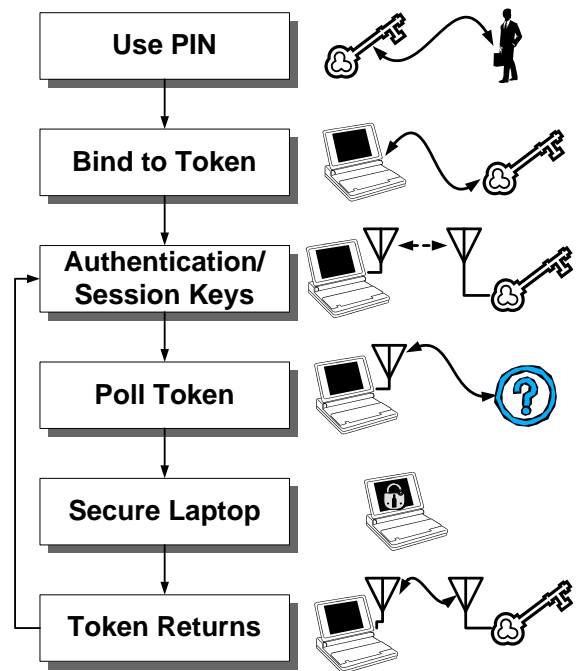 Use PIN
Bind to Token
Authentication/
Session Keys
Poll Token
?
Secure Laptop
Token Returns